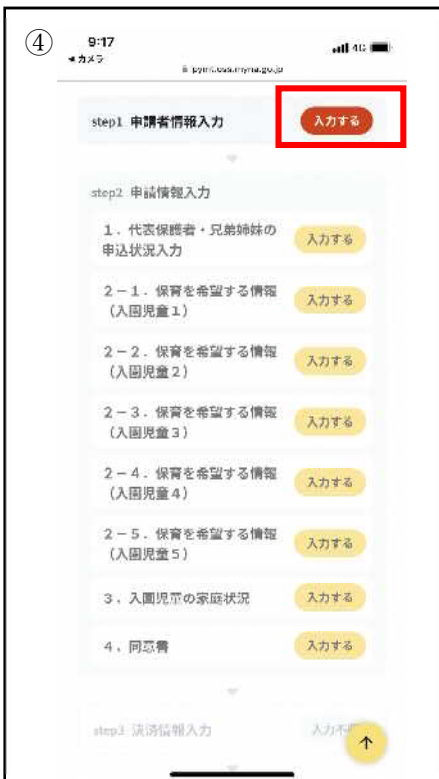 ④
9:17
4G
◀カメラ
pymt.oss.myna.go.jp
step1 申請者情報入力
入力する
step2 申請情報入力
1．代表保護者・兄弟姉妹の
申込状況入力
入力する
2－1．保育を希望する情報
（入園児童1）
入力する
2－2．保育を希望する情報
（入園児童2）
入力する
2－3．保育を希望する情報
（入園児童3）
入力する
2－4．保育を希望する情報
（入園児童4）
入力する
2－5．保育を希望する情報
（入園児童5）
入力する
3．入園児童の家庭状況
入力する
4．同意書
入力する
step3 決済情報入力
入力不